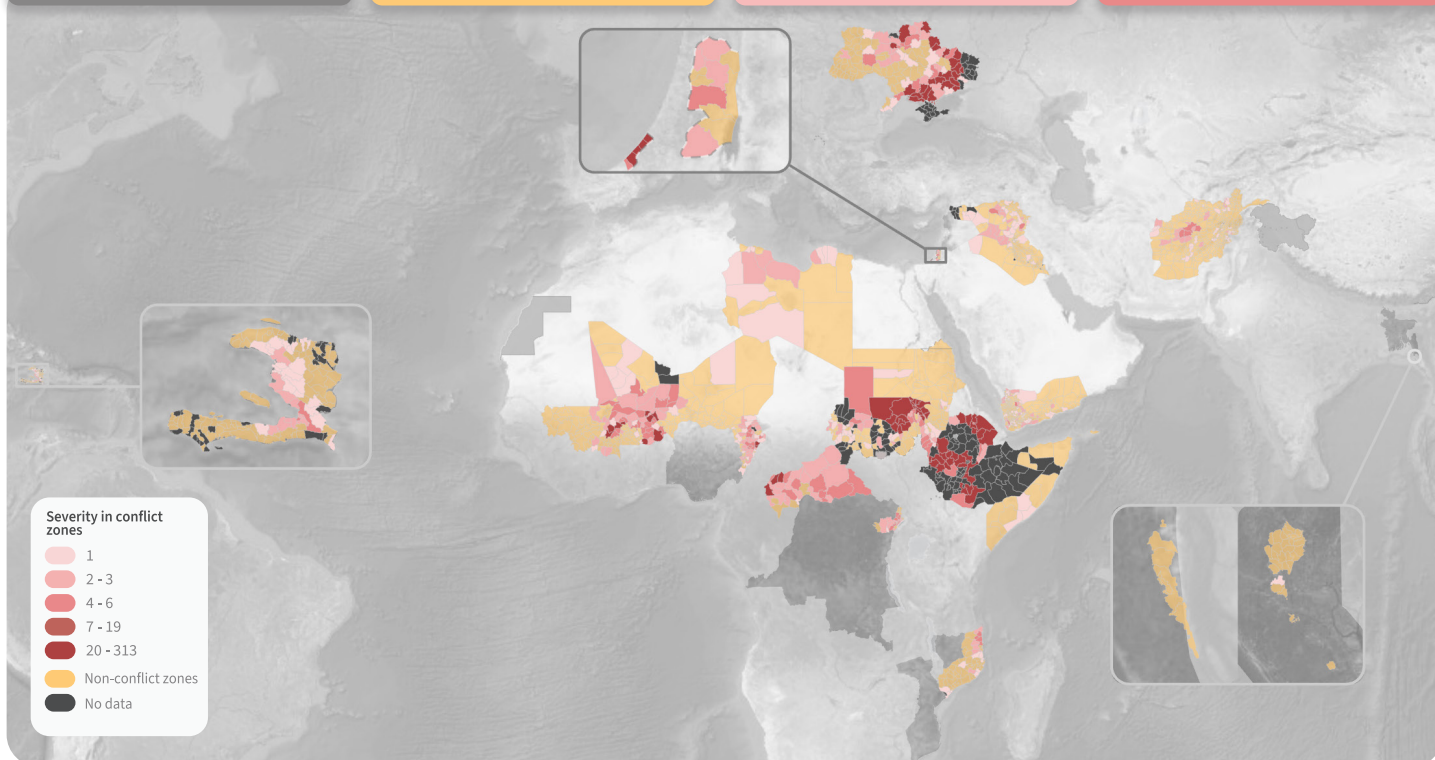 Severity in conflict
zones
1
2 - 3
4 - 6
7 - 19
20 - 313
Non-conflict zones
No data